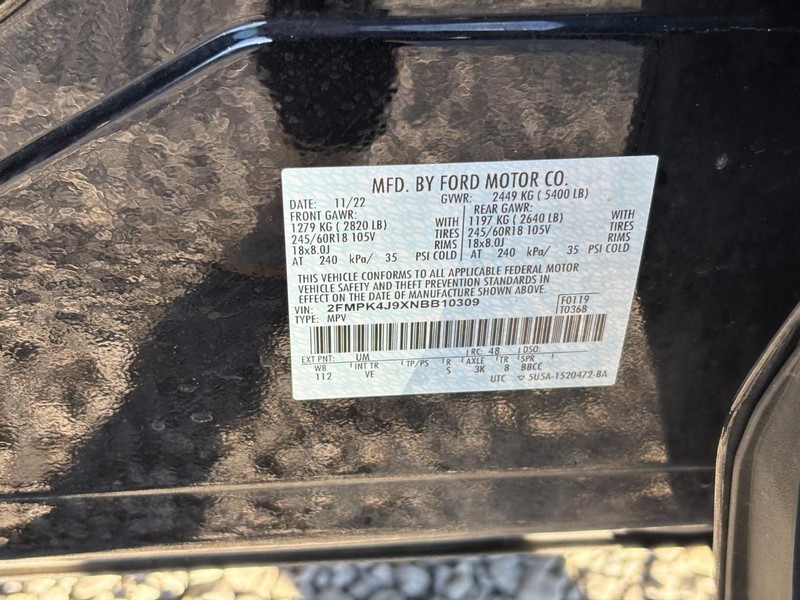 MFD. BY FORD MOTOR CO.
DATE: 11/22 GVWR: 2449 KG ( 5400 LB)
FRONT GAWR: REAR GAWR:
1279 KG ( 2820 LB) WITH 1197 KG ( 2640 LB) WITH
245/60R18 105V TIRES 245/60R18 105V TIRES
18x8.0J RIMS 18x8.0J RIMS
AT 240 kPa/ 35 PSI COLD AT 240 kPa/ 35 PSI COLD
THIS VEHICLE CONFORMS TO ALL APPLICABLE FEDERAL MOTOR
VEHICLE SAFETY AND THEFT PREVENTION STANDARDS IN
EFFECT ON THE DATE OF MANUFACTURE SHOWN ABOVE.
VIN: 2FMPK4J9XNBB10309 F0119
TYPE: MPV T0368
EXT PNT: UM RC: 48 DSO:
WB INT TR TP/PS R AXLE TR SPR
112 VE S 3K 8 BBCC
UTC 5U5A-1520472-BA